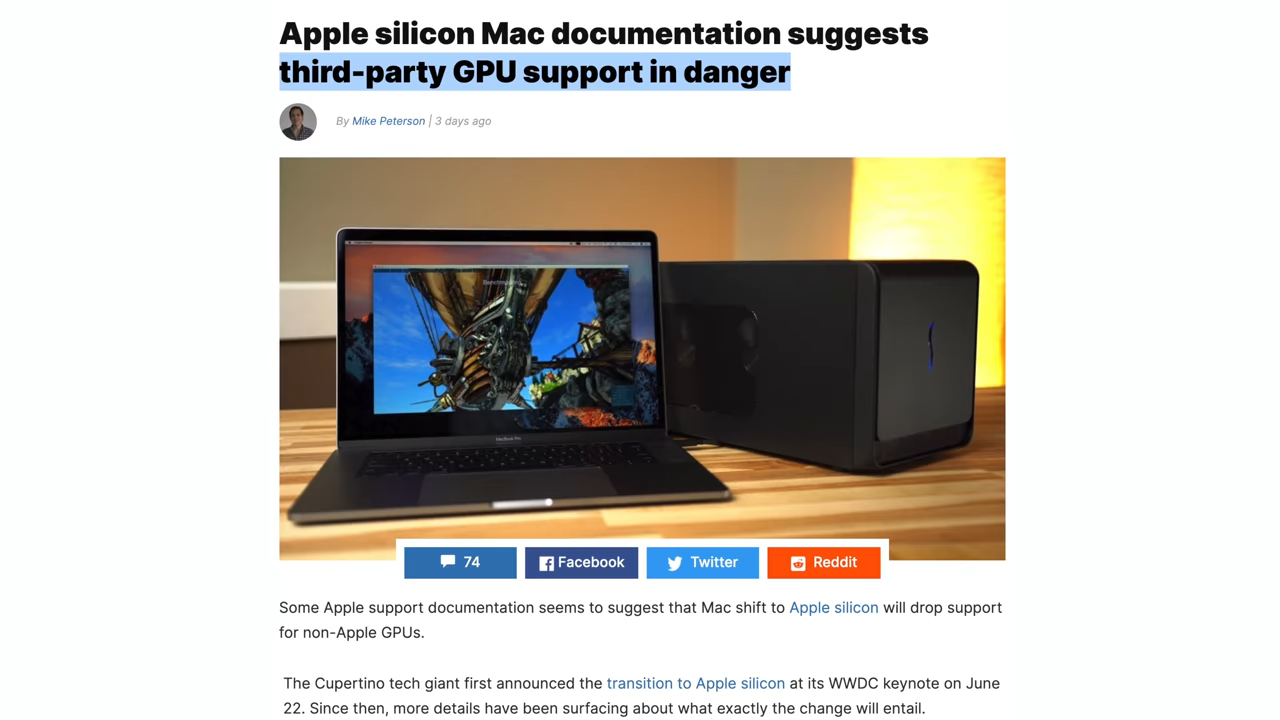 Apple silicon Mac documentation suggests
third-party GPU support in danger
By Mike Peterson | 3 days ago
MacBook Pro
74
Facebook
Twitter
Reddit
Some Apple support documentation seems to suggest that Mac shift to Apple silicon will drop support
for non-Apple GPUs.
The Cupertino tech giant first announced the transition to Apple silicon at its WWDC keynote on June
22. Since then, more details have been surfacing about what exactly the change will entail.